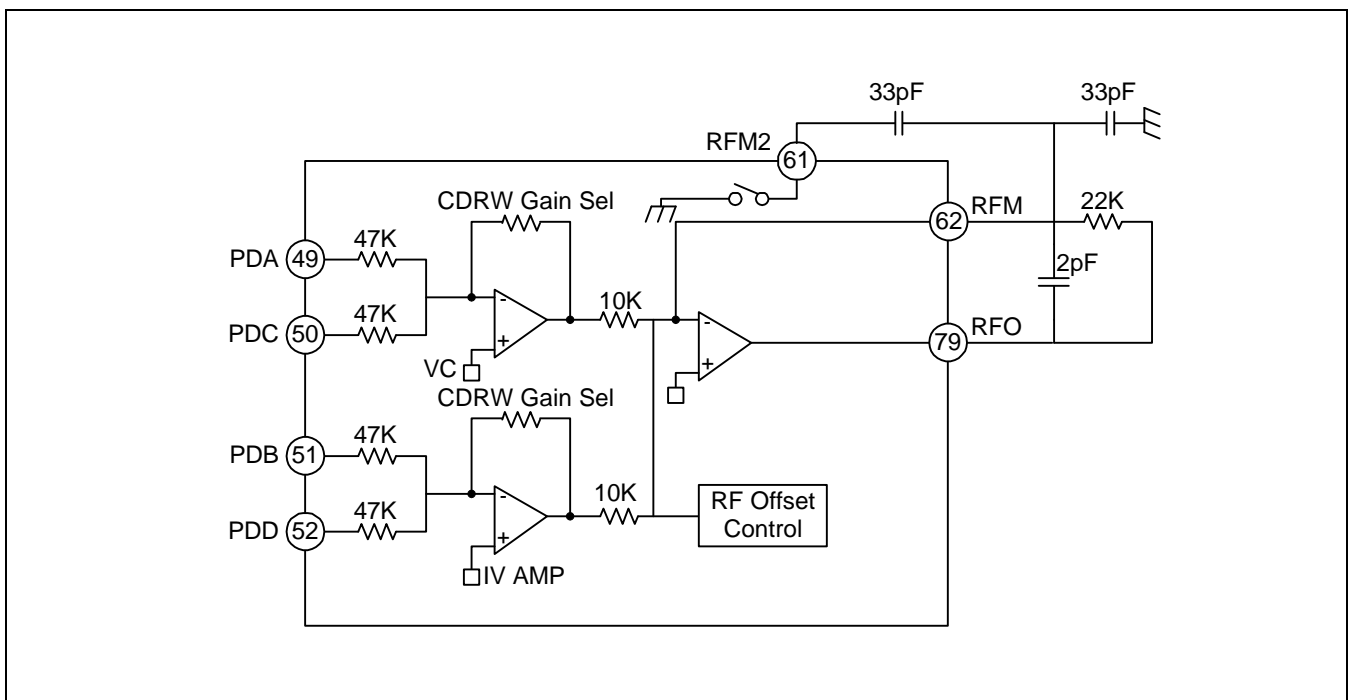 33pF
33pF
RFM2
61
CDRW Gain Sel
62
RFM
22K
47K
PDA
49
-
2pF
10K
47K
-
PDC
50
+
79
RFO
VC
+
CDRW Gain Sel
47K
PDB
51
-
10K
RF Offset
Control
47K
PDD
52
+
IV AMP